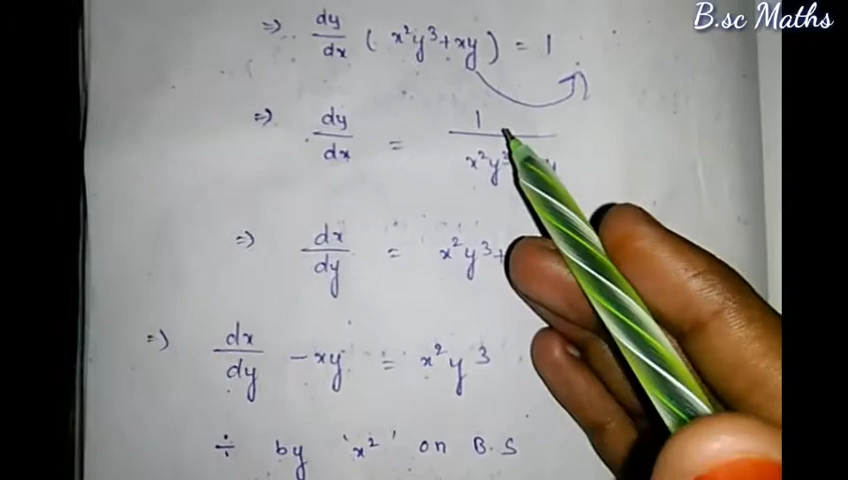 B.sc Maths
=> dy/dx ( x²y³ + xy ) = 1
=> dy/dx = 1/x²y
=> dx/dy = x²y³ +
=> dx/dy - xy = x²y³
÷ by 'x²' on B.S